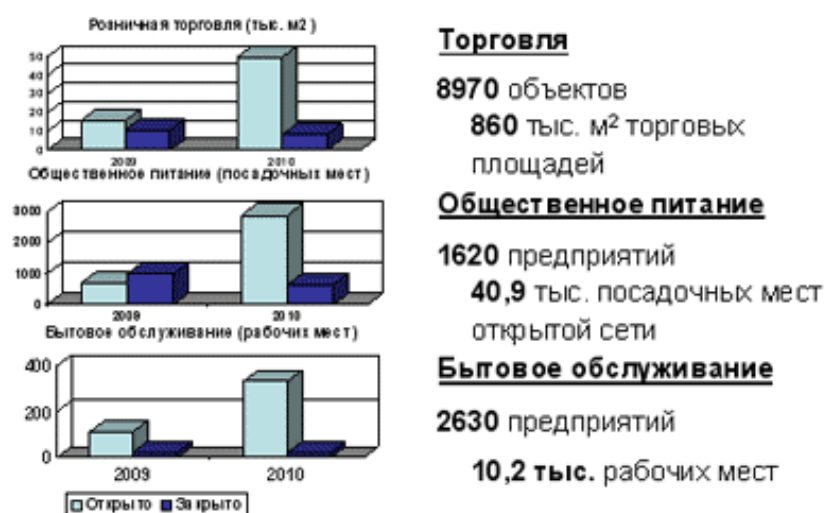 Розничная торговля (тыс. м2 )
50
40
30
20
10
0
2009
2010
Общественное питание (посадочных мест)
3000
2000
1000
0
2009
2010
Бытовое обслуживание (рабочих мест)
400
200
0
2009
2010
Открыто Закрыто
Торговля
8970 объектов
860 тыс. м² торговых
площадей
Общественное питание
1620 предприятий
40,9 тыс. посадочных мест
открытой сети
Бытовое обслуживание
2630 предприятий
10,2 тыс. рабочих мест